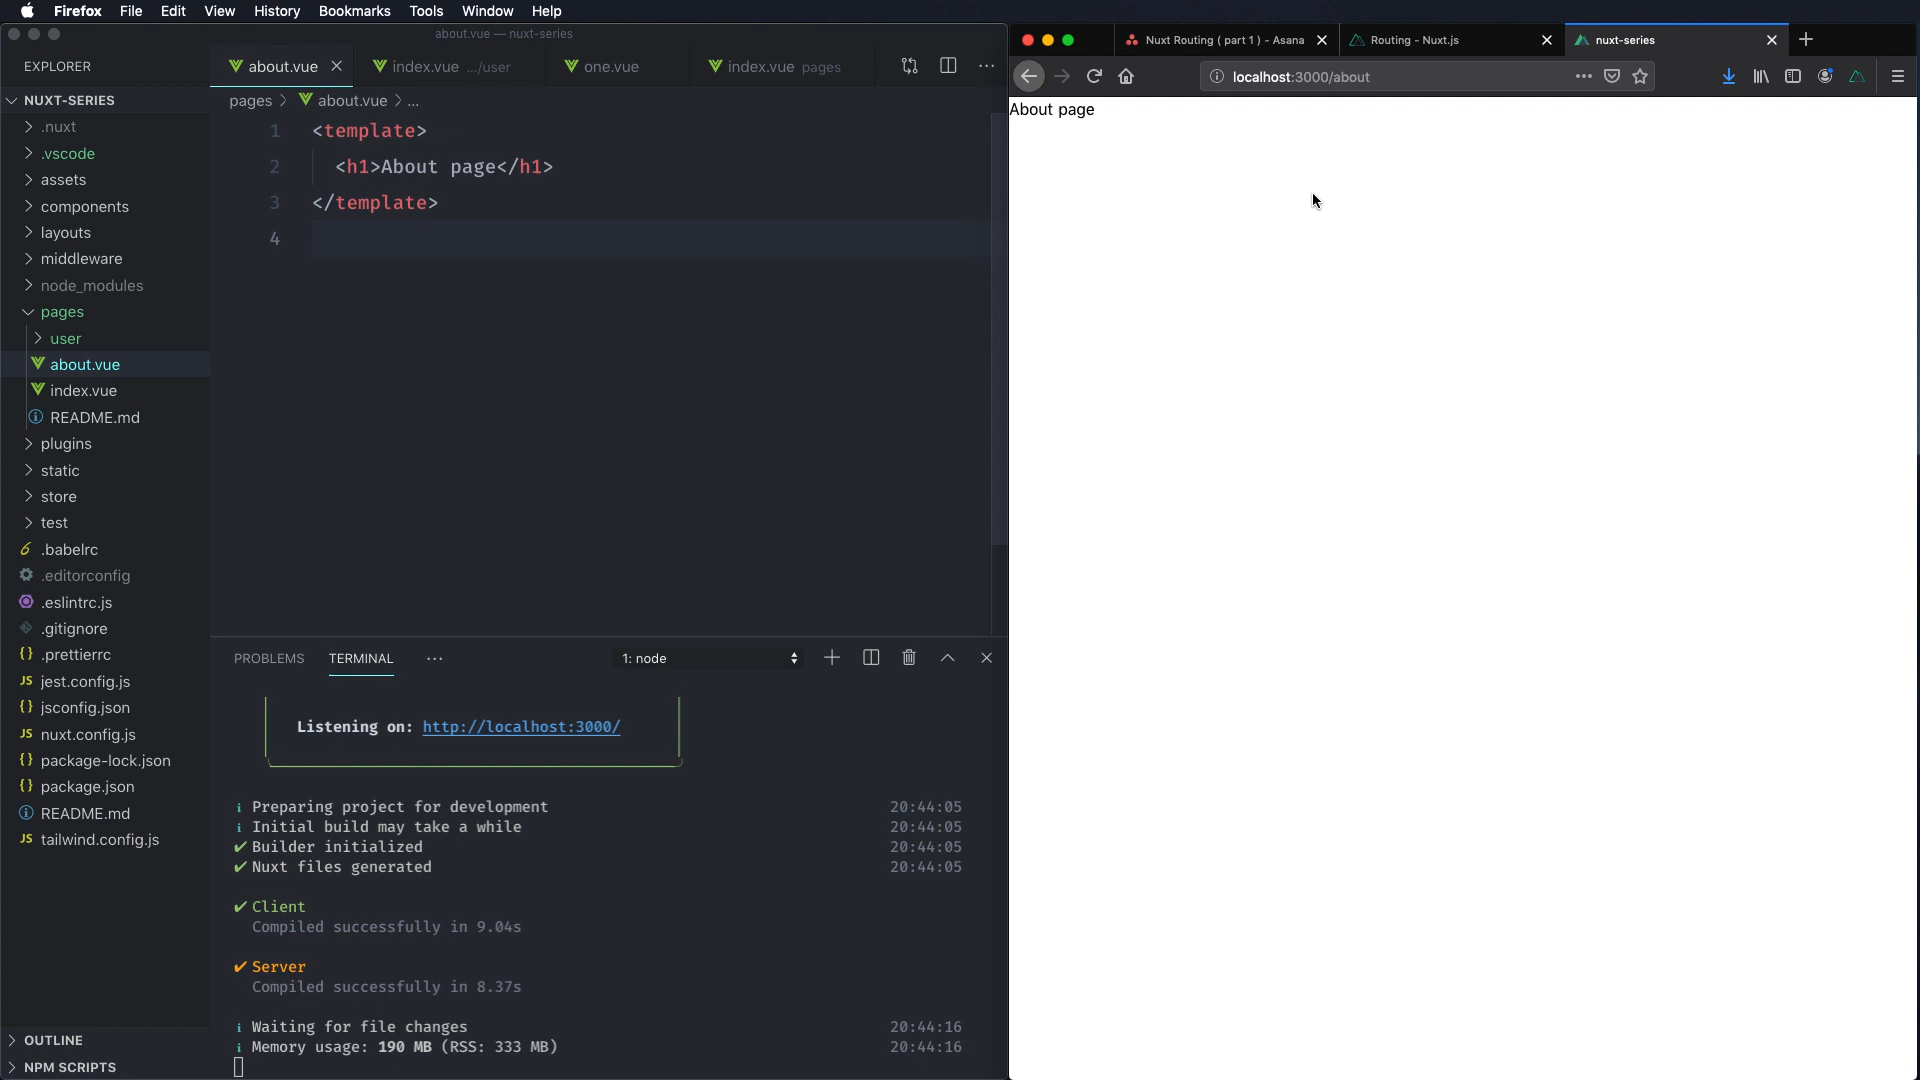 Firefox File Edit View History Bookmarks Tools Window Help
about.vue — nuxt-series
EXPLORER
NUXT-SERIES
.nuxt
.vscode
assets
components
layouts
middleware
node_modules
pages
user
about.vue
index.vue
README.md
plugins
static
store
test
.babelrc
.editorconfig
.eslintrc.js
.gitignore
{} .prettierrc
JS jest.config.js
{} jsconfig.json
JS nuxt.config.js
{} package-lock.json
{} package.json
README.md
JS tailwind.config.js
OUTLINE
NPM SCRIPTS
about.vue index.vue .../user one.vue index.vue pages
pages > about.vue > ...
1 <template>
2 <h1>About page</h1>
3 </template>
4
PROBLEMS TERMINAL ... 1: node
Listening on: http://localhost:3000/
i Preparing project for development 20:44:05
i Initial build may take a while 20:44:05
✔ Builder initialized 20:44:05
✔ Nuxt files generated 20:44:05
✔ Client
Compiled successfully in 9.04s
✔ Server
Compiled successfully in 8.37s
i Waiting for file changes 20:44:16
i Memory usage: 190 MB (RSS: 333 MB) 20:44:16
Nuxt Routing ( part 1 ) - Asana Routing - Nuxt.js nuxt-series
localhost:3000/about
About page